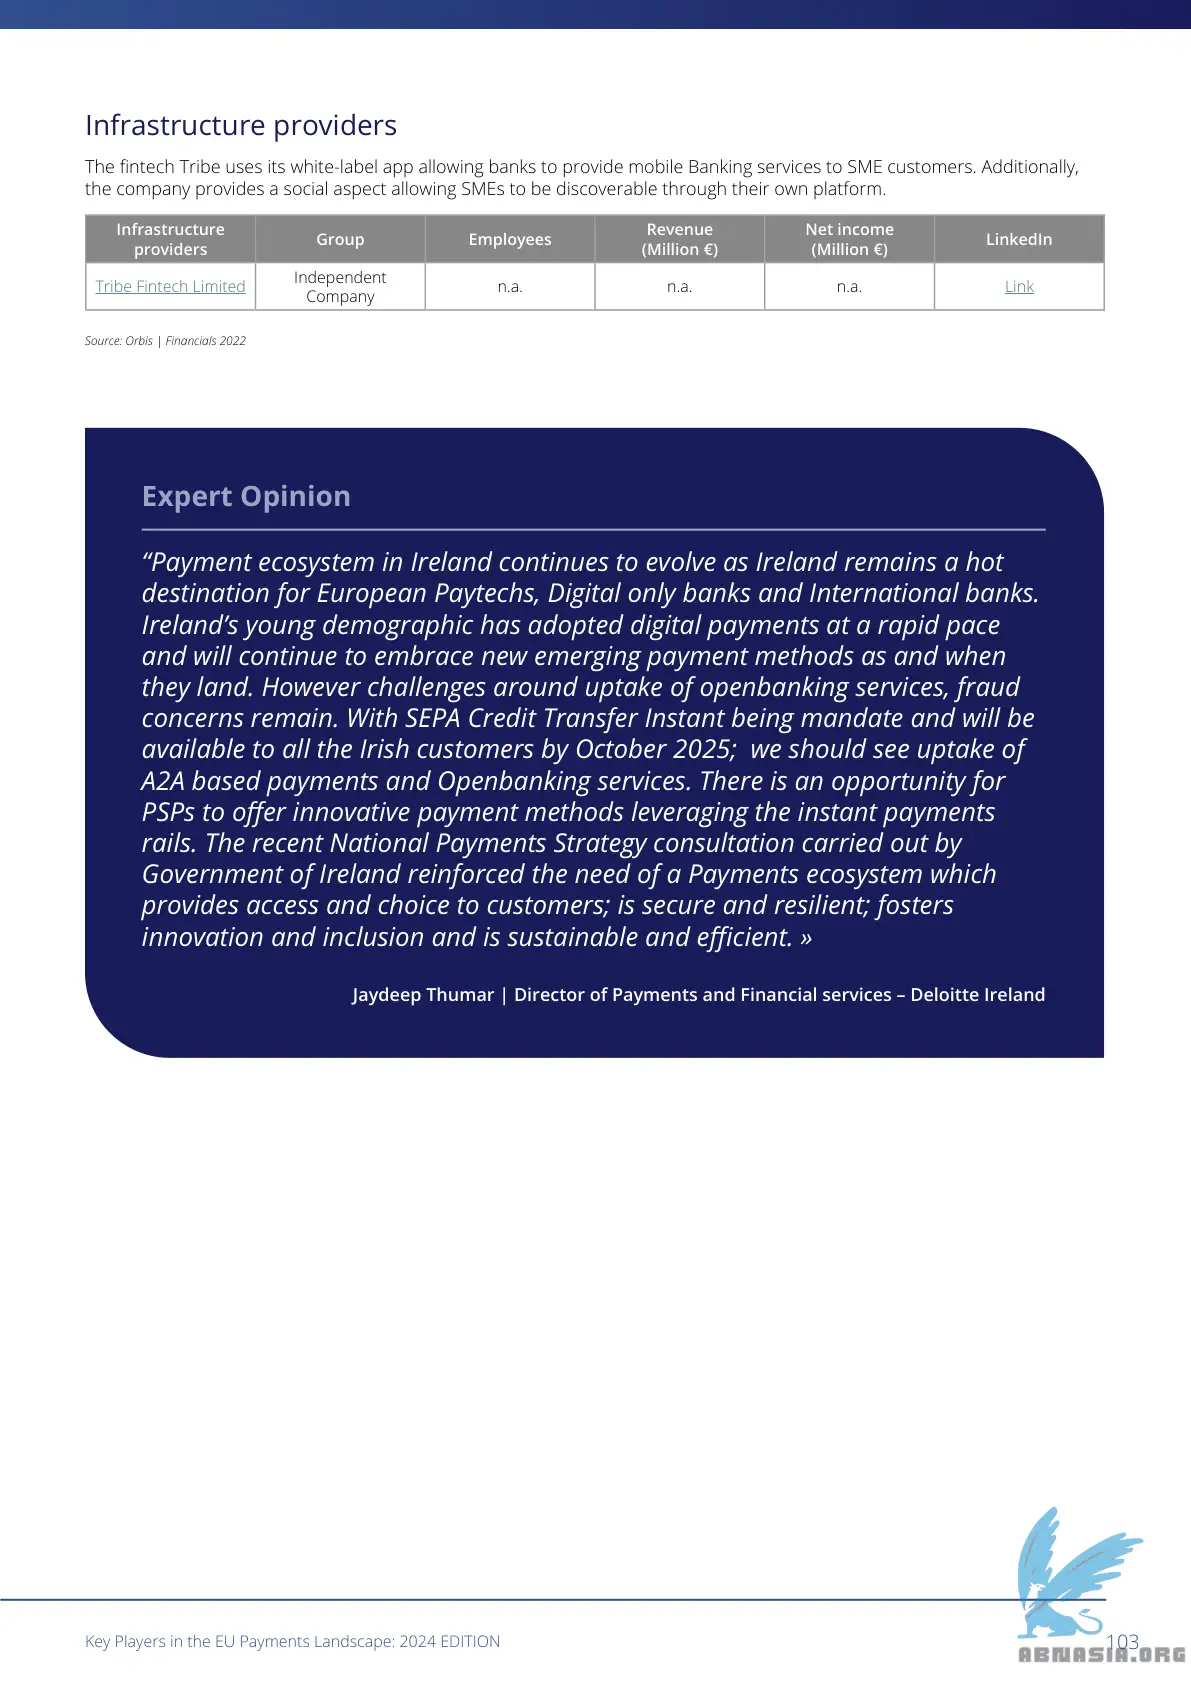 Infrastructure providers
The fintech Tribe uses its white-label app allowing banks to provide mobile Banking services to SME customers. Additionally,
the company provides a social aspect allowing SMEs to be discoverable through their own platform.
Infrastructure providers | Group | Employees | Revenue (Million €) | Net income (Million €) | LinkedIn
Tribe Fintech Limited | Independent Company | n.a. | n.a. | n.a. | Link
Source: Orbis | Financials 2022
Expert Opinion
“Payment ecosystem in Ireland continues to evolve as Ireland remains a hot
destination for European Paytechs, Digital only banks and International banks.
Ireland’s young demographic has adopted digital payments at a rapid pace
and will continue to embrace new emerging payment methods as and when
they land. However challenges around uptake of openbanking services, fraud
concerns remain. With SEPA Credit Transfer Instant being mandate and will be
available to all the Irish customers by October 2025;  we should see uptake of
A2A based payments and Openbanking services. There is an opportunity for
PSPs to offer innovative payment methods leveraging the instant payments
rails. The recent National Payments Strategy consultation carried out by
Government of Ireland reinforced the need of a Payments ecosystem which
provides access and choice to customers; is secure and resilient; fosters
innovation and inclusion and is sustainable and efficient. »
Jaydeep Thumar | Director of Payments and Financial services – Deloitte Ireland
Key Players in the EU Payments Landscape: 2024 EDITION
103
ABNASIA.ORG